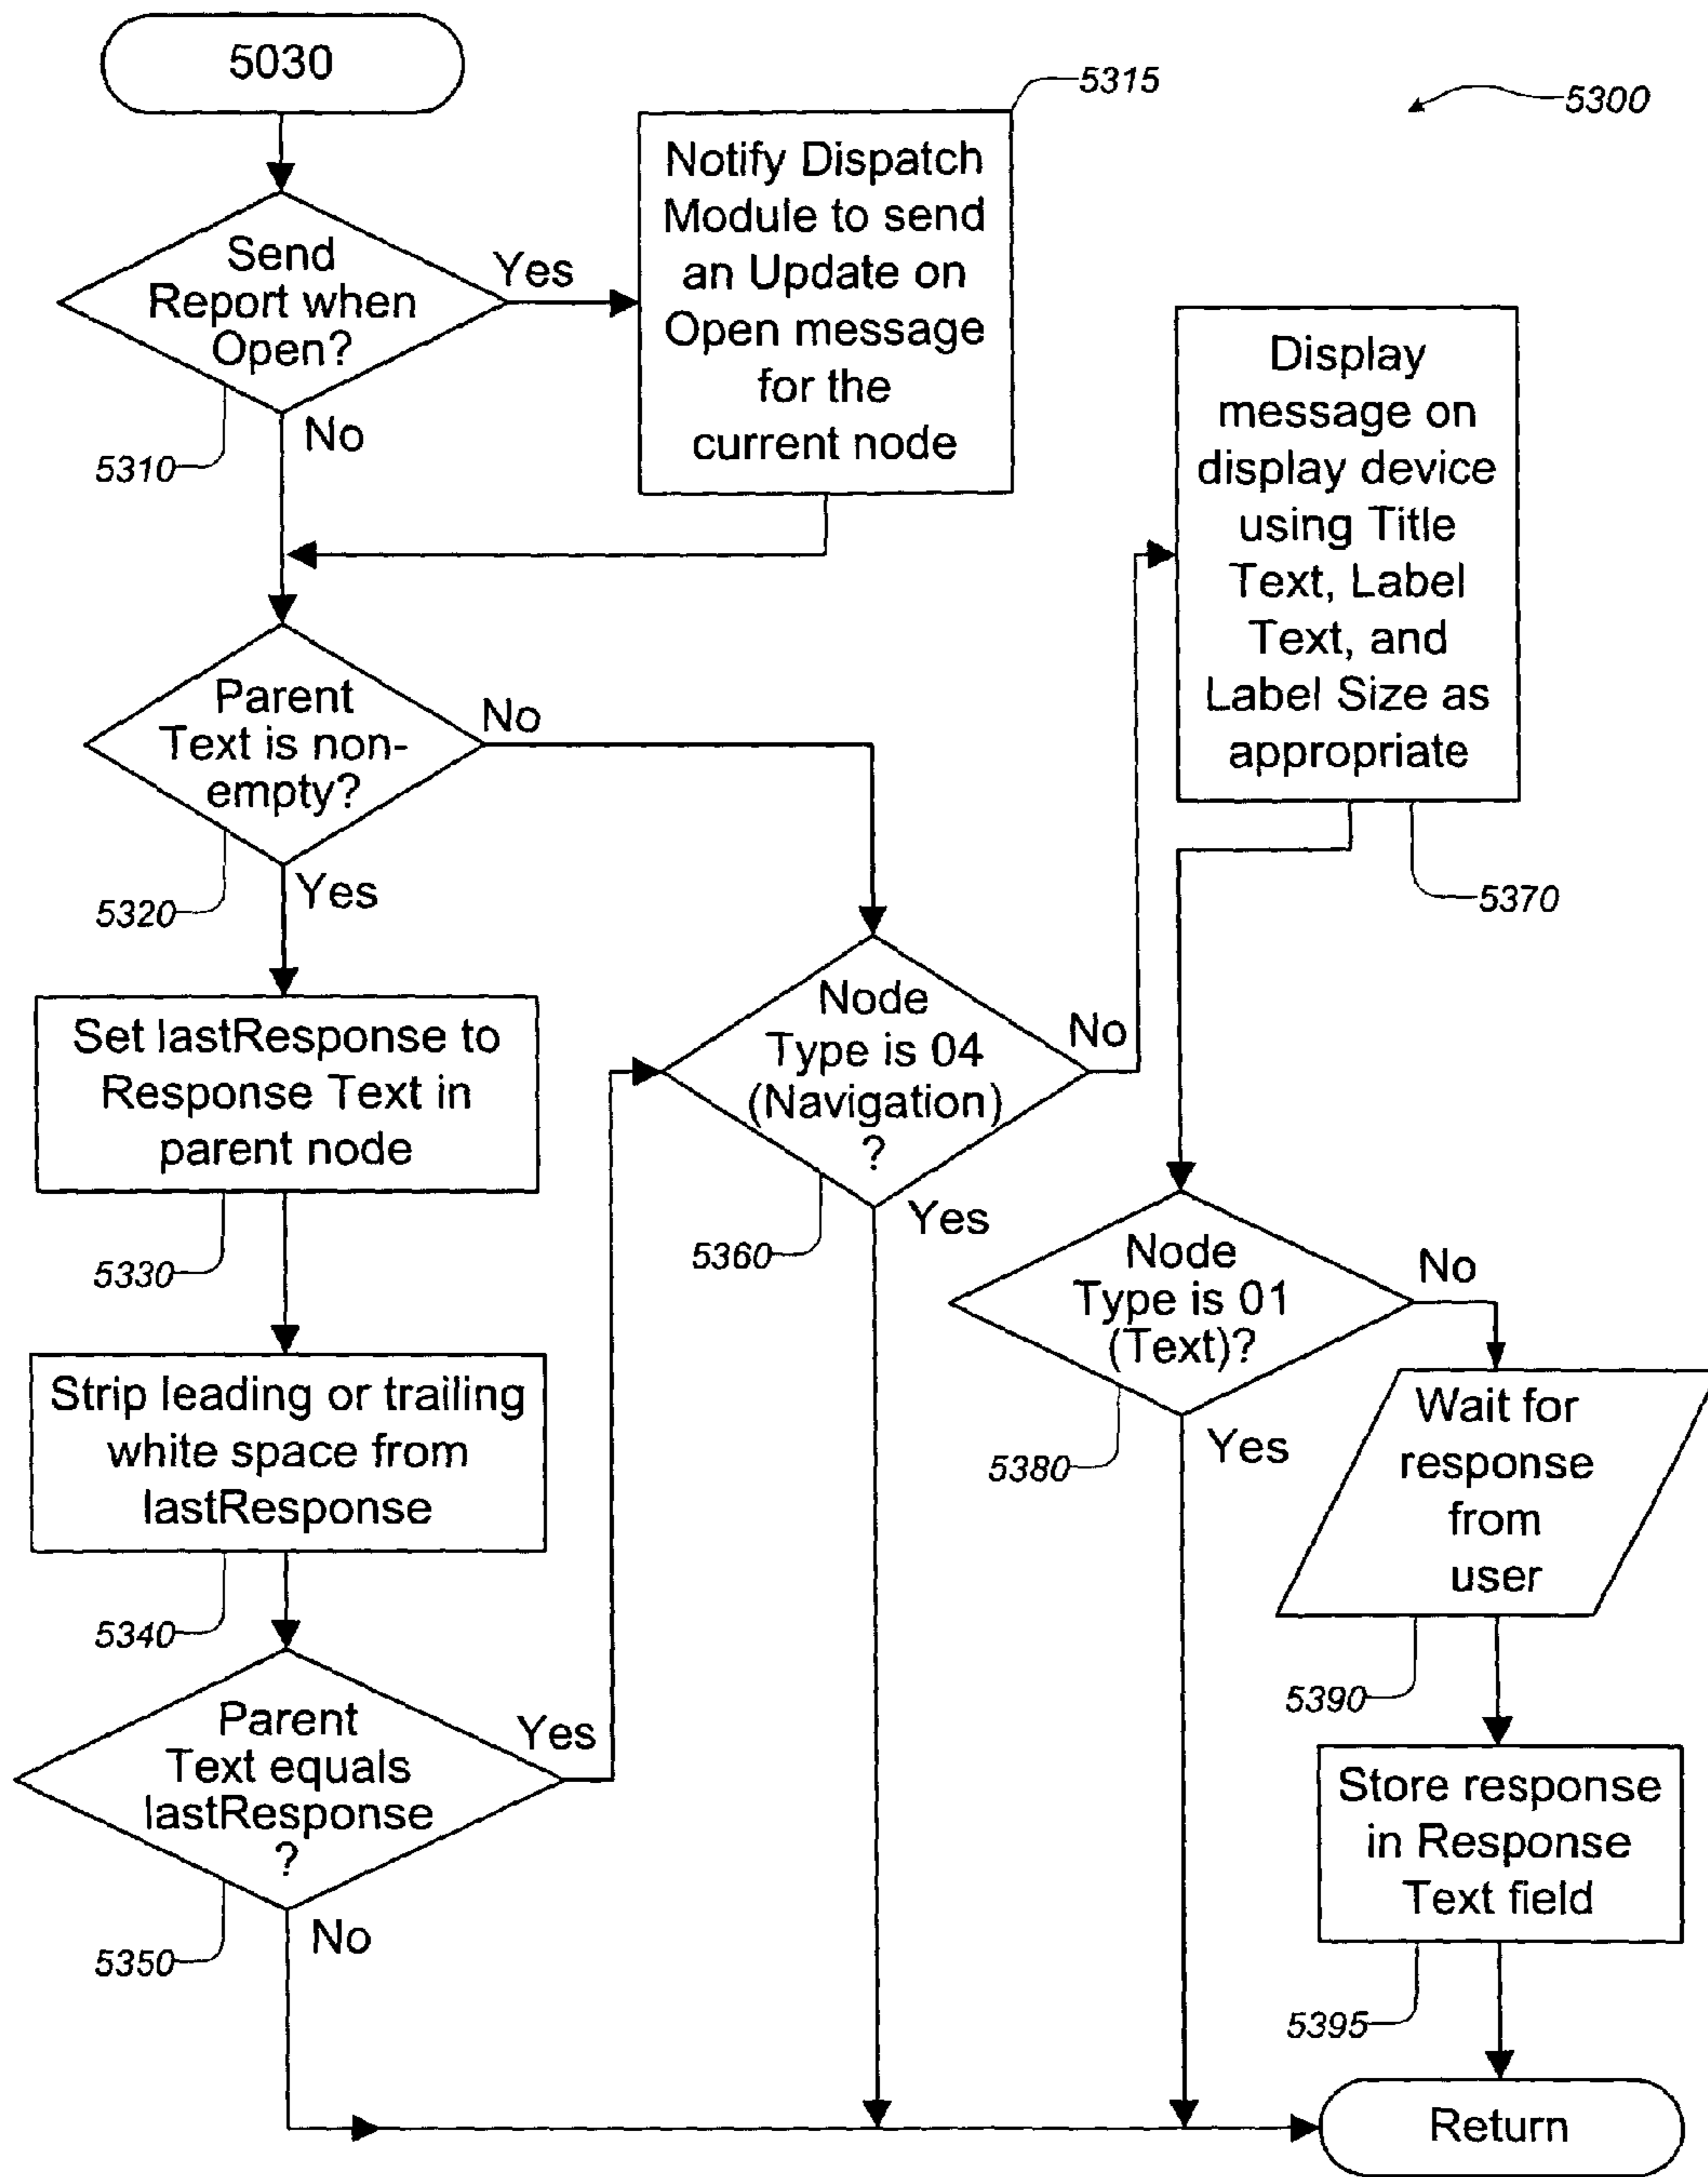 5030
5315
5300
Notify Dispatch
Module to send
an Update on
Open message
for the
current node
Send
Report when
Open?
Yes
No
5310
Display
message on
display device
using Title
Text, Label
Text, and
Label Size as
appropriate
5370
Parent
Text is non-
empty?
No
Yes
5320
Set lastResponse to
Response Text in
parent node
5330
Node
Type is 04
(Navigation)
?
No
Yes
5360
Node
Type is 01
(Text)?
No
Yes
5380
Strip leading or trailing
white space from
lastResponse
5340
Wait for
response
from
user
5390
Parent
Text equals
lastResponse
?
Yes
No
5350
Store response
in Response
Text field
5395
Return